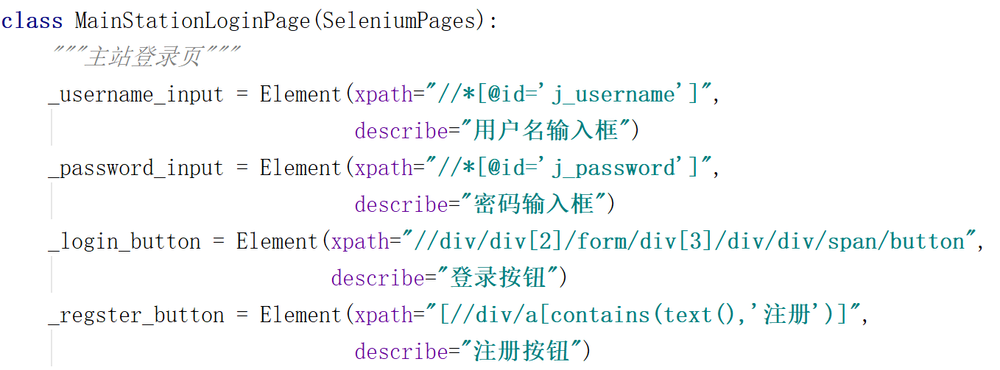 class MainStationLoginPage(SeleniumPages):
"""主站登录页"""
_username_input = Element(xpath="//*[@id='j_username']",
describe="用户名输入框")
_password_input = Element(xpath="//*[@id='j_password']",
describe="密码输入框")
_login_button = Element(xpath="//div/div[2]/form/div[3]/div/div/span/button",
describe="登录按钮")
_regster_button = Element(xpath="[//div/a[contains(text(),'注册')]",
describe="注册按钮")